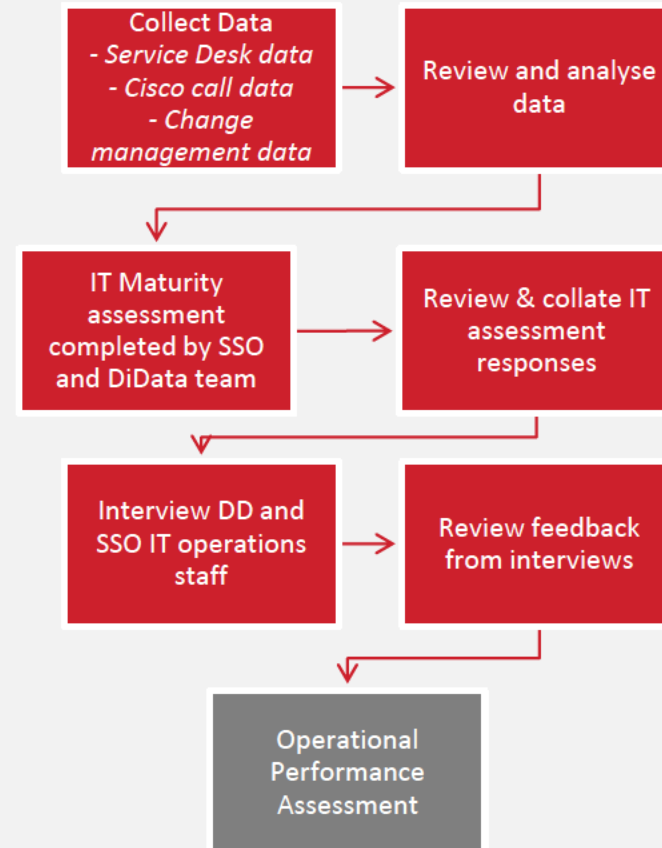 Collect Data
- Service Desk data
- Cisco call data
- Change
management data
Review and analyse
data
IT Maturity
assessment
completed by SSO
and DiData team
Review & collate IT
assessment
responses
Interview DD and
SSO IT operations
staff
Review feedback
from interviews
Operational
Performance
Assessment